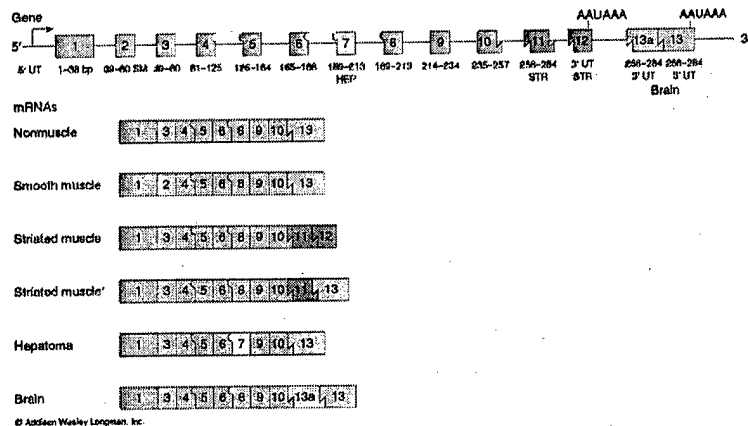 Gene
AAUAAA AAUAAA
5' 1 2 3 4 5 6 7 8 9 10 11 12 13a 13 3
5' UT 1–38 bp 39–80 SM 39–80 81–125 126–164 165–188 189–213 169–213 214–234 235–257 258–284 3' UT 258–284 258–284
HEP STR STR 3' UT 3' UT
Brain
mRNAs
Nonmuscle 1 3 4 5 6 8 9 10 13
Smooth muscle 1 2 4 5 6 8 9 10 13
Striated muscle 1 3 4 5 6 8 9 10 11 12
Striated muscle' 1 3 4 5 6 8 9 10 11 13
Hepatoma 1 3 4 5 6 7 9 10 13
Brain 1 3 4 5 6 8 9 10 13a 13
© Addison Wesley Longman, Inc.